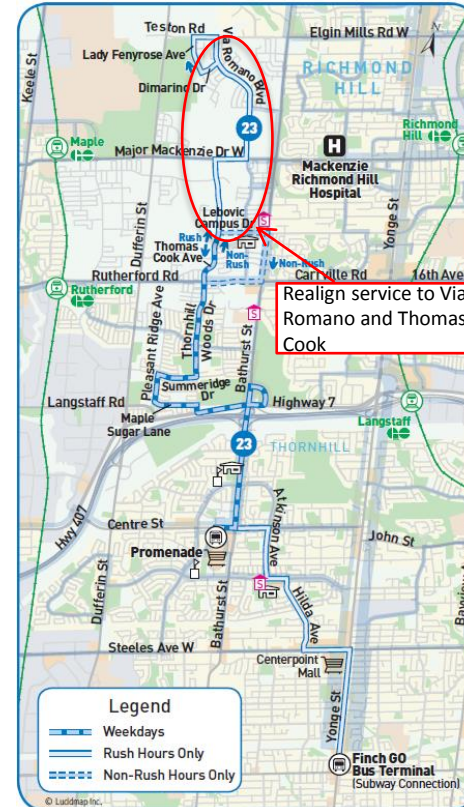 Teston Rd
Elgin Mills Rd W
Keele St
Lady Fenyrose Ave
Via Romano Blvd
RICHMOND
HILL
Dimarino Dr
23
Richmond
Hill
Maple
Major Mackenzie Dr W
H
Mackenzie
Richmond Hill
Hospital
Yonge St
Dufferin St
Lebovic
Campus Dr
S
Rush
Thomas
Cook Ave
Non-
Rush
Non-Rush
Rutherford Rd
Carrville Rd
16th Ave
Rutherford
Realign service to Via
Romano and Thomas
Cook
Pleasant Ridge Ave
Thornhill
Woods Dr
Bathurst St
S
Summeridge
Dr
Langstaff Rd
Highway 7
Maple
Sugar Lane
Langstaff
23
THORNHILL
Hwy 407
Centre St
Atkinson Ave
John St
Promenade
Dufferin St
Bathurst St
S
Hilda Ave
Steeles Ave W
Centerpoint
Mall
Yonge St
Legend
Weekdays
Rush Hours Only
Non-Rush Hours Only
Finch GO
Bus Terminal
(Subway Connection)
© Luddmap Inc.